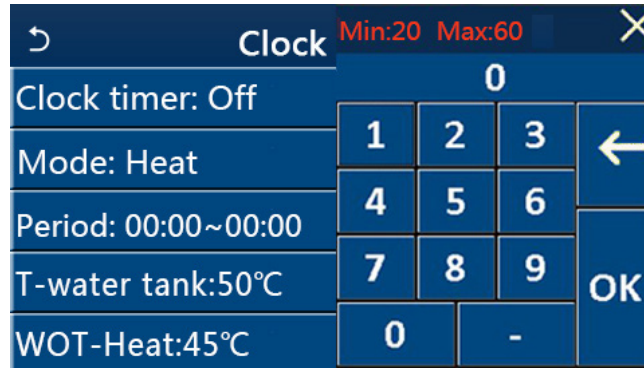 Clock
Clock timer: Off
Mode: Heat
Period: 00:00~00:00
T-water tank:50℃
WOT-Heat:45℃
Min:20 Max:60
0
1 2 3
4 5 6
7 8 9 OK
0 -